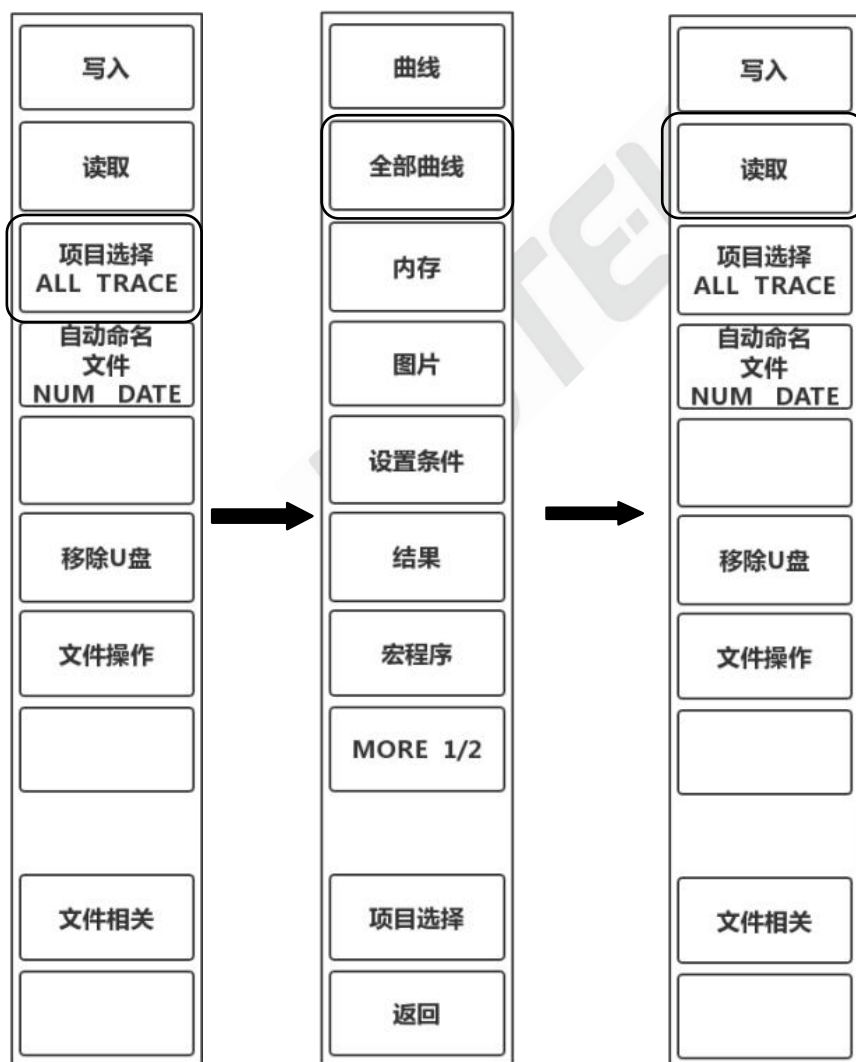 写入
读取
项目选择
ALL TRACE
自动命名
文件
NUM DATE
移除U盘
文件操作
文件相关
曲线
全部曲线
内存
图片
设置条件
结果
宏程序
MORE 1/2
项目选择
返回
写入
读取
项目选择
ALL TRACE
自动命名
文件
NUM DATE
移除U盘
文件操作
文件相关